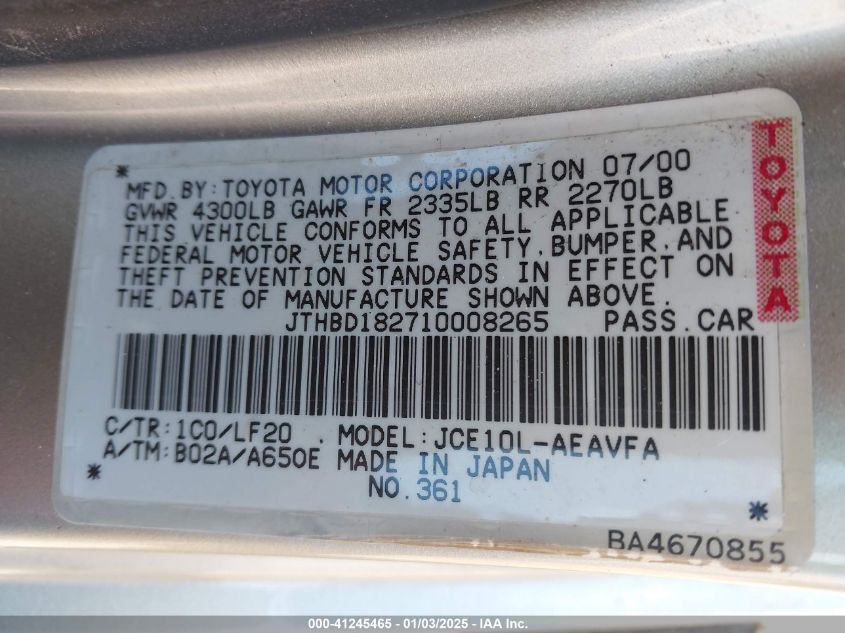 MFD.BY:TOYOTA MOTOR CORPORATION 07/00
GVWR 4300LB GAWR FR 2335LB RR 2270LB
THIS VEHICLE CONFORMS TO ALL APPLICABLE
FEDERAL MOTOR VEHICLE SAFETY,BUMPER,AND
THEFT PREVENTION STANDARDS IN EFFECT ON
THE DATE OF MANUFACTURE SHOWN ABOVE.
JTHBD182710008265 PASS.CAR
C/TR:1C0/LF20 . MODEL:JCE10L-AEAVFA
A/TM:B02A/A650E MADE IN JAPAN
NO.361
TOYOTA
BA4670855
000-41245465 - 01/03/2025 - IAA Inc.